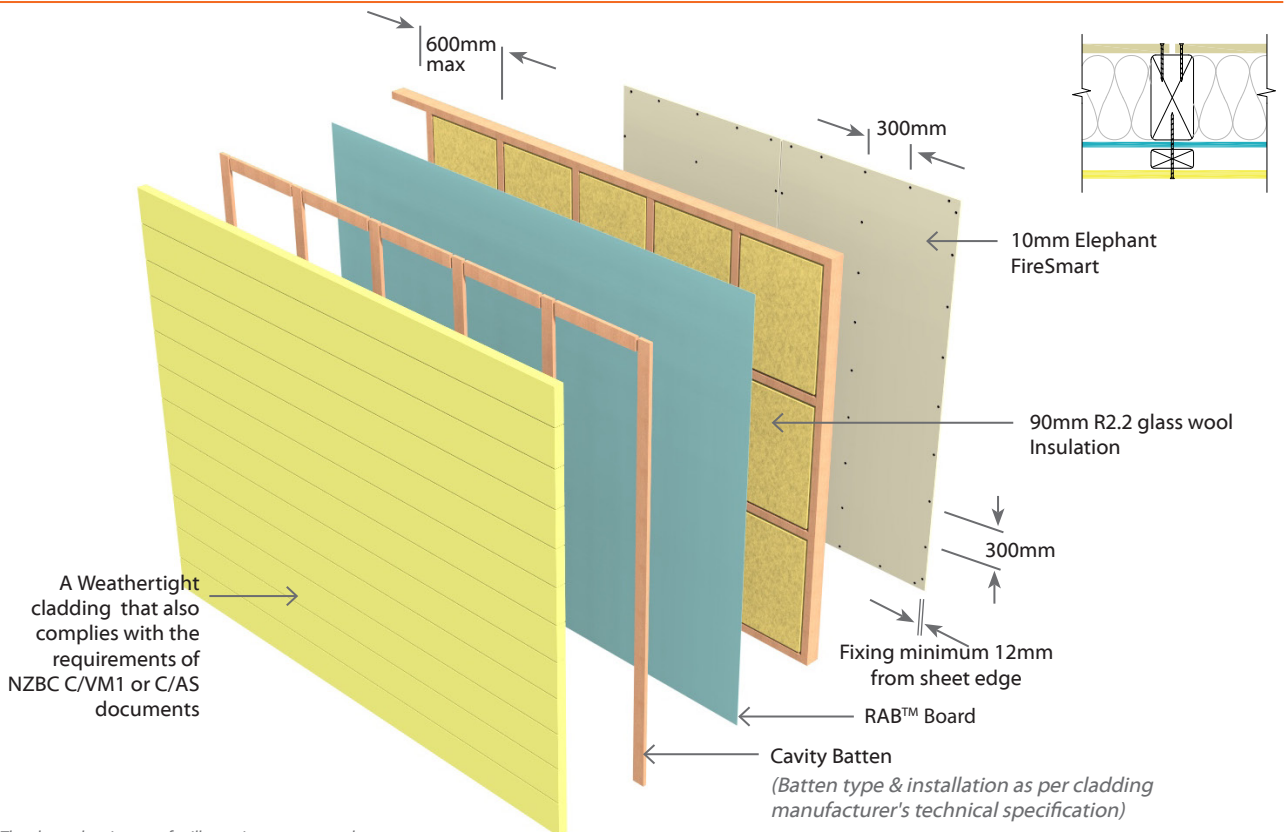 600mm
max
300mm
10mm Elephant
FireSmart
90mm R2.2 glass wool
Insulation
300mm
Fixing minimum 12mm
from sheet edge
A Weathertight
cladding that also
complies with the
requirements of
NZBC C/VM1 or C/AS
documents
RAB™ Board
Cavity Batten
(Batten type & installation as per cladding
manufacturer's technical specification)